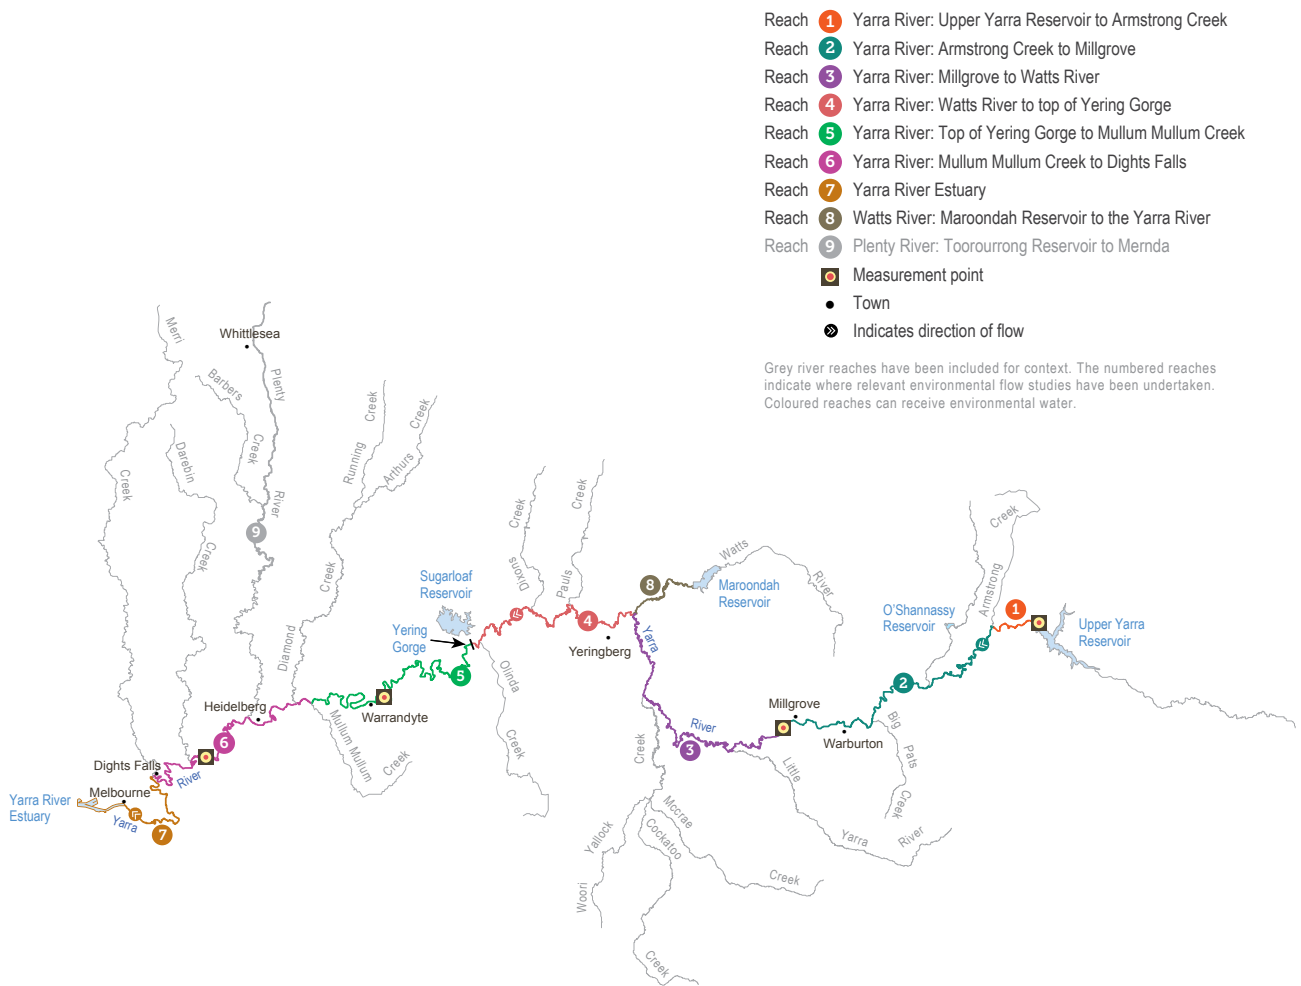 Reach 1 Yarra River: Upper Yarra Reservoir to Armstrong Creek
Reach 2 Yarra River: Armstrong Creek to Millgrove
Reach 3 Yarra River: Millgrove to Watts River
Reach 4 Yarra River: Watts River to top of Yering Gorge
Reach 5 Yarra River: Top of Yering Gorge to Mullum Mullum Creek
Reach 6 Yarra River: Mullum Mullum Creek to Dights Falls
Reach 7 Yarra River Estuary
Reach 8 Watts River: Maroondah Reservoir to the Yarra River
Reach 9 Plenty River: Toorourrong Reservoir to Mernda
Measurement point
Town
Indicates direction of flow
Grey river reaches have been included for context. The numbered reaches
indicate where relevant environmental flow studies have been undertaken.
Coloured reaches can receive environmental water.
Merri
Creek
Whittlesea
Barbers
Creek
Plenty
River
Darebin
Creek
9
Running
Creek
Arthurs
Creek
Diamond
Creek
Sugarloaf
Reservoir
Yering
Gorge
Dixons
Creek
Pauls
Creek
4
Yeringberg
8
Watts
River
Maroondah
Reservoir
O'Shannassy
Reservoir
Armstrong
Creek
1
Upper Yarra
Reservoir
2
Yarra
River
3
Millgrove
Warburton
Big
Pats
Creek
Little
Yarra
River
Olinda
Creek
5
Warrandyte
Mullum Mullum
Creek
Heidelberg
6
River
Dights Falls
Melbourne
Yarra River
Estuary
Yarra
7
Creek
Woori
Yallock
Mccrae
Creek
Cockatoo
Creek